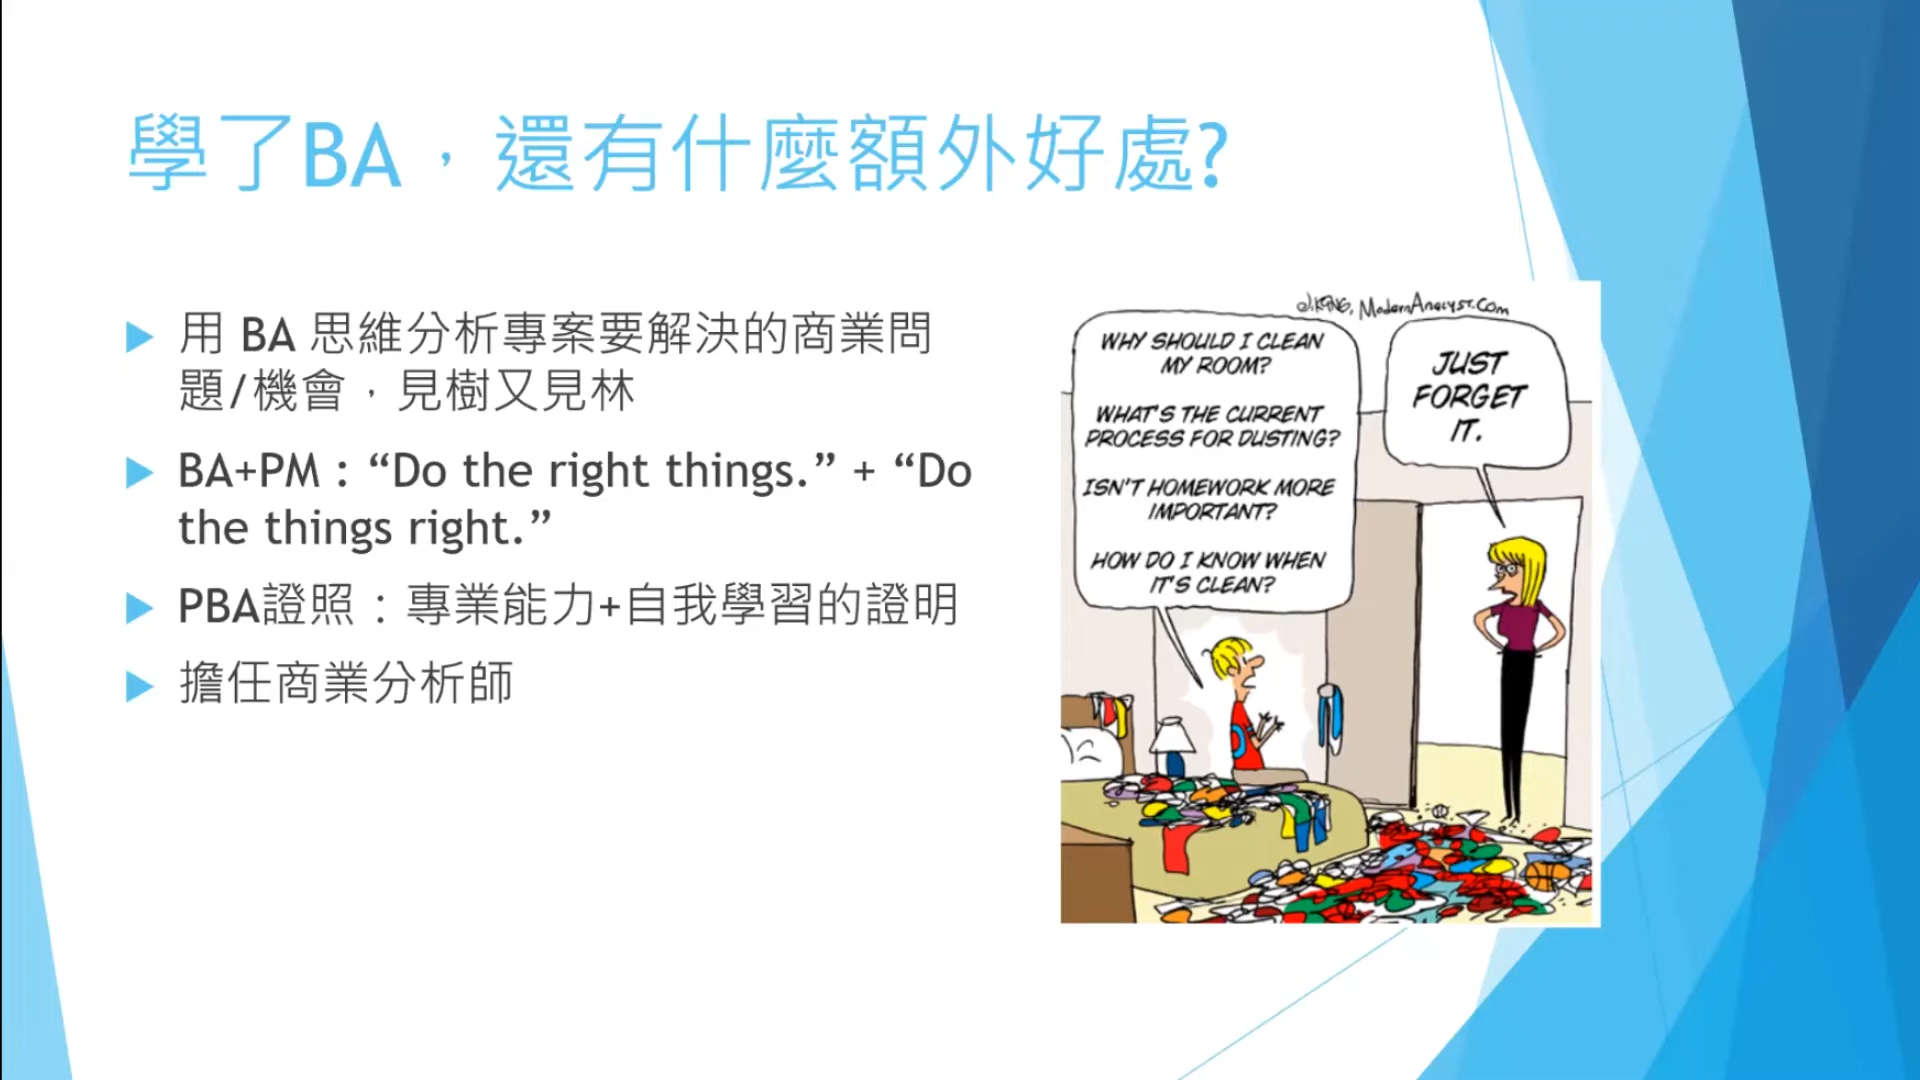 學了BA，還有什麼額外好處?
用 BA 思維分析專案要解決的商業問
題/機會，見樹又見林
BA+PM : “Do the right things.” + “Do
the things right.”
PBA證照：專業能力+自我學習的證明
擔任商業分析師
J.KING, ModernAnalyst.Com
WHY SHOULD I CLEAN
MY ROOM?
WHAT'S THE CURRENT
PROCESS FOR DUSTING?
ISN'T HOMEWORK MORE
IMPORTANT?
HOW DO I KNOW WHEN
IT'S CLEAN?
JUST
FORGET
IT.